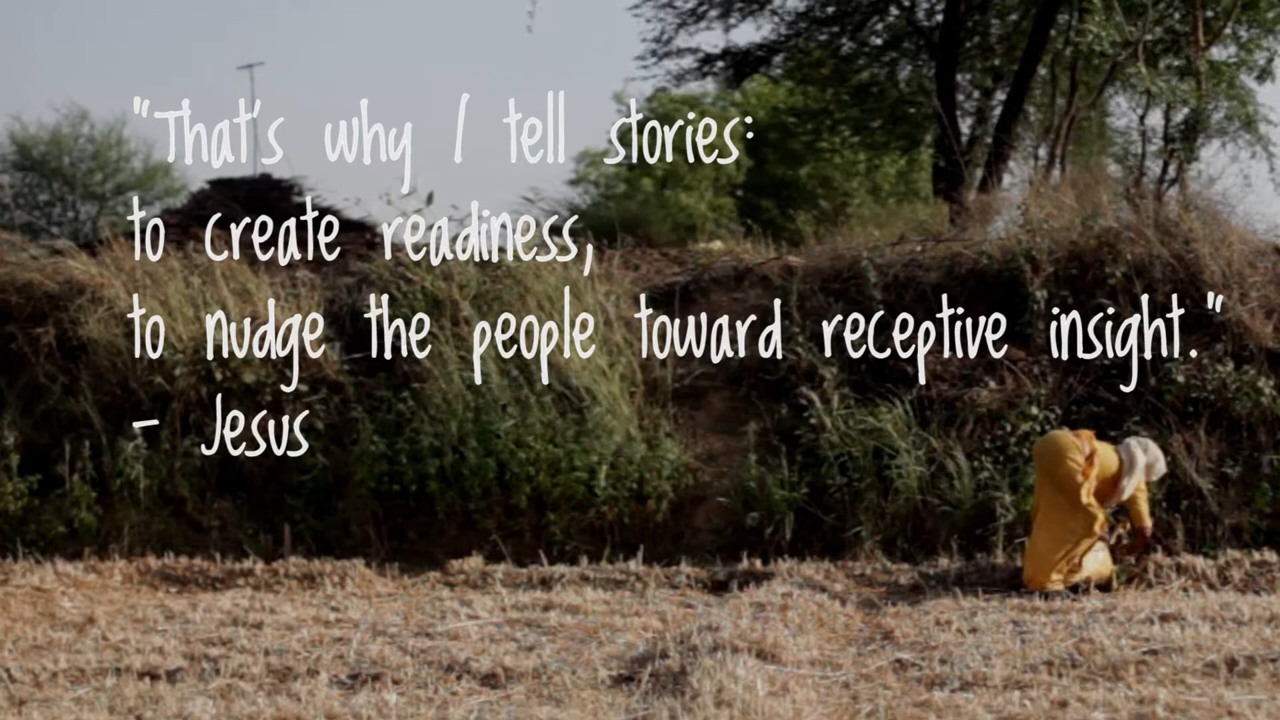 "That's why I tell stories:
to create readiness,
to nudge the people toward receptive insight."
- Jesus